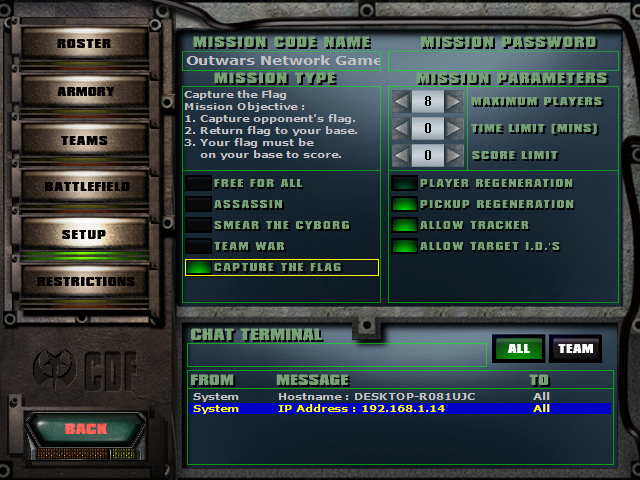 ROSTER
ARMORY
TEAMS
BATTLEFIELD
SETUP
RESTRICTIONS
CDF
BACK
MISSION CODE NAME
Outwars Network Game
MISSION TYPE
Capture the Flag
Mission Objective :
1. Capture opponent's flag.
2. Return flag to your base.
3. Your flag must be
on your base to score.
FREE FOR ALL
ASSASSIN
SMEAR THE CYBORG
TEAM WAR
CAPTURE THE FLAG
MISSION PASSWORD
MISSION PARAMETERS
8 MAXIMUM PLAYERS
0 TIME LIMIT (MINS)
0 SCORE LIMIT
PLAYER REGENERATION
PICKUP REGENERATION
ALLOW TRACKER
ALLOW TARGET I.D.'S
CHAT TERMINAL
ALL TEAM
FROM MESSAGE TO
System Hostname : DESKTOP-R081UJC All
System IP Address : 192.168.1.14 All